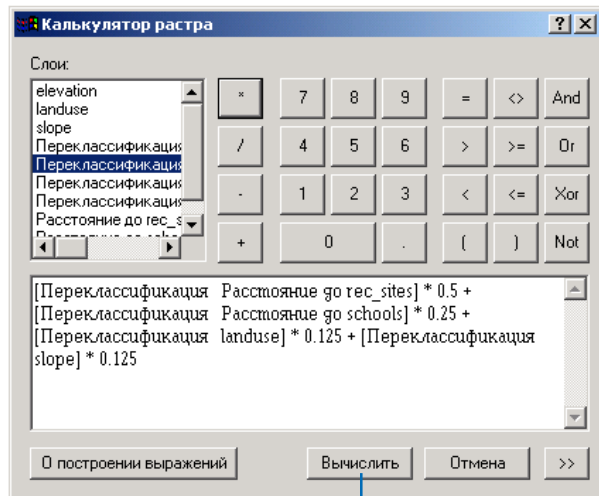 Калькулятор растра
Слои:
elevation
landuse
slope
Переклассификация
Переклассификация
Переклассификация
Переклассификация
Расстояние до rec_s
* 7 8 9 = <> And
/ 4 5 6 > >= Or
- 1 2 3 < <= Xor
+ 0 . ( ) Not
[Переклассификация Расстояние до rec_sites] * 0.5 +
[Переклассификация Расстояние до schools] * 0.25 +
[Переклассификация landuse] * 0.125 + [Переклассификация
slope] * 0.125
О построении выражений Вычислить Отмена >>